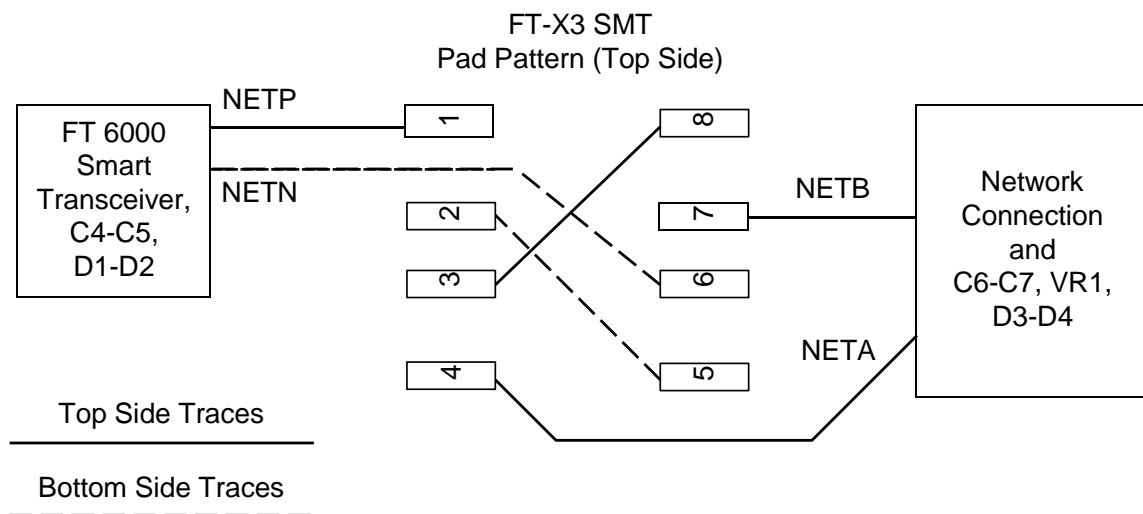 FT-X3 SMT
Pad Pattern (Top Side)
NETP
FT 6000
Smart
Transceiver,
C4-C5,
D1-D2
NETN
1
2
3
4
8
7
6
5
NETB
NETA
Network
Connection
and
C6-C7, VR1,
D3-D4
Top Side Traces
Bottom Side Traces